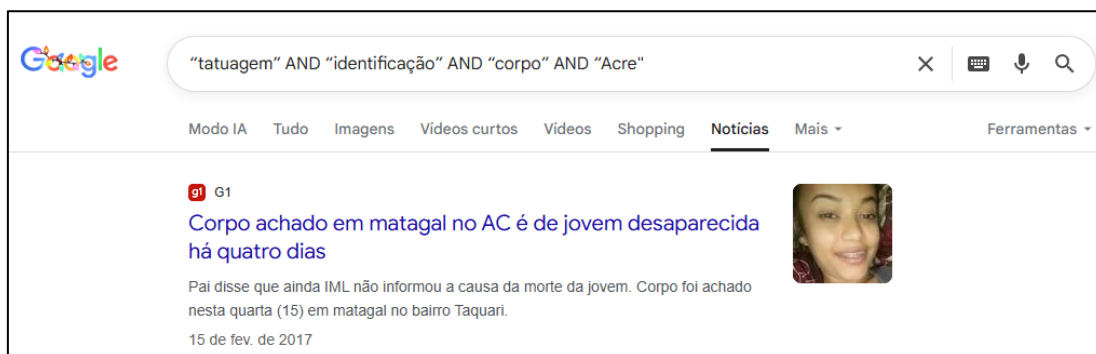 Google
“tatuagem” AND “identificação” AND “corpo” AND “Acre"
Modo IA Tudo Imagens Vídeos curtos Vídeos Shopping Notícias Mais Ferramentas
g1 G1
Corpo achado em matagal no AC é de jovem desaparecida
há quatro dias
Pai disse que ainda IML não informou a causa da morte da jovem. Corpo foi achado
nesta quarta (15) em matagal no bairro Taquari.
15 de fev. de 2017